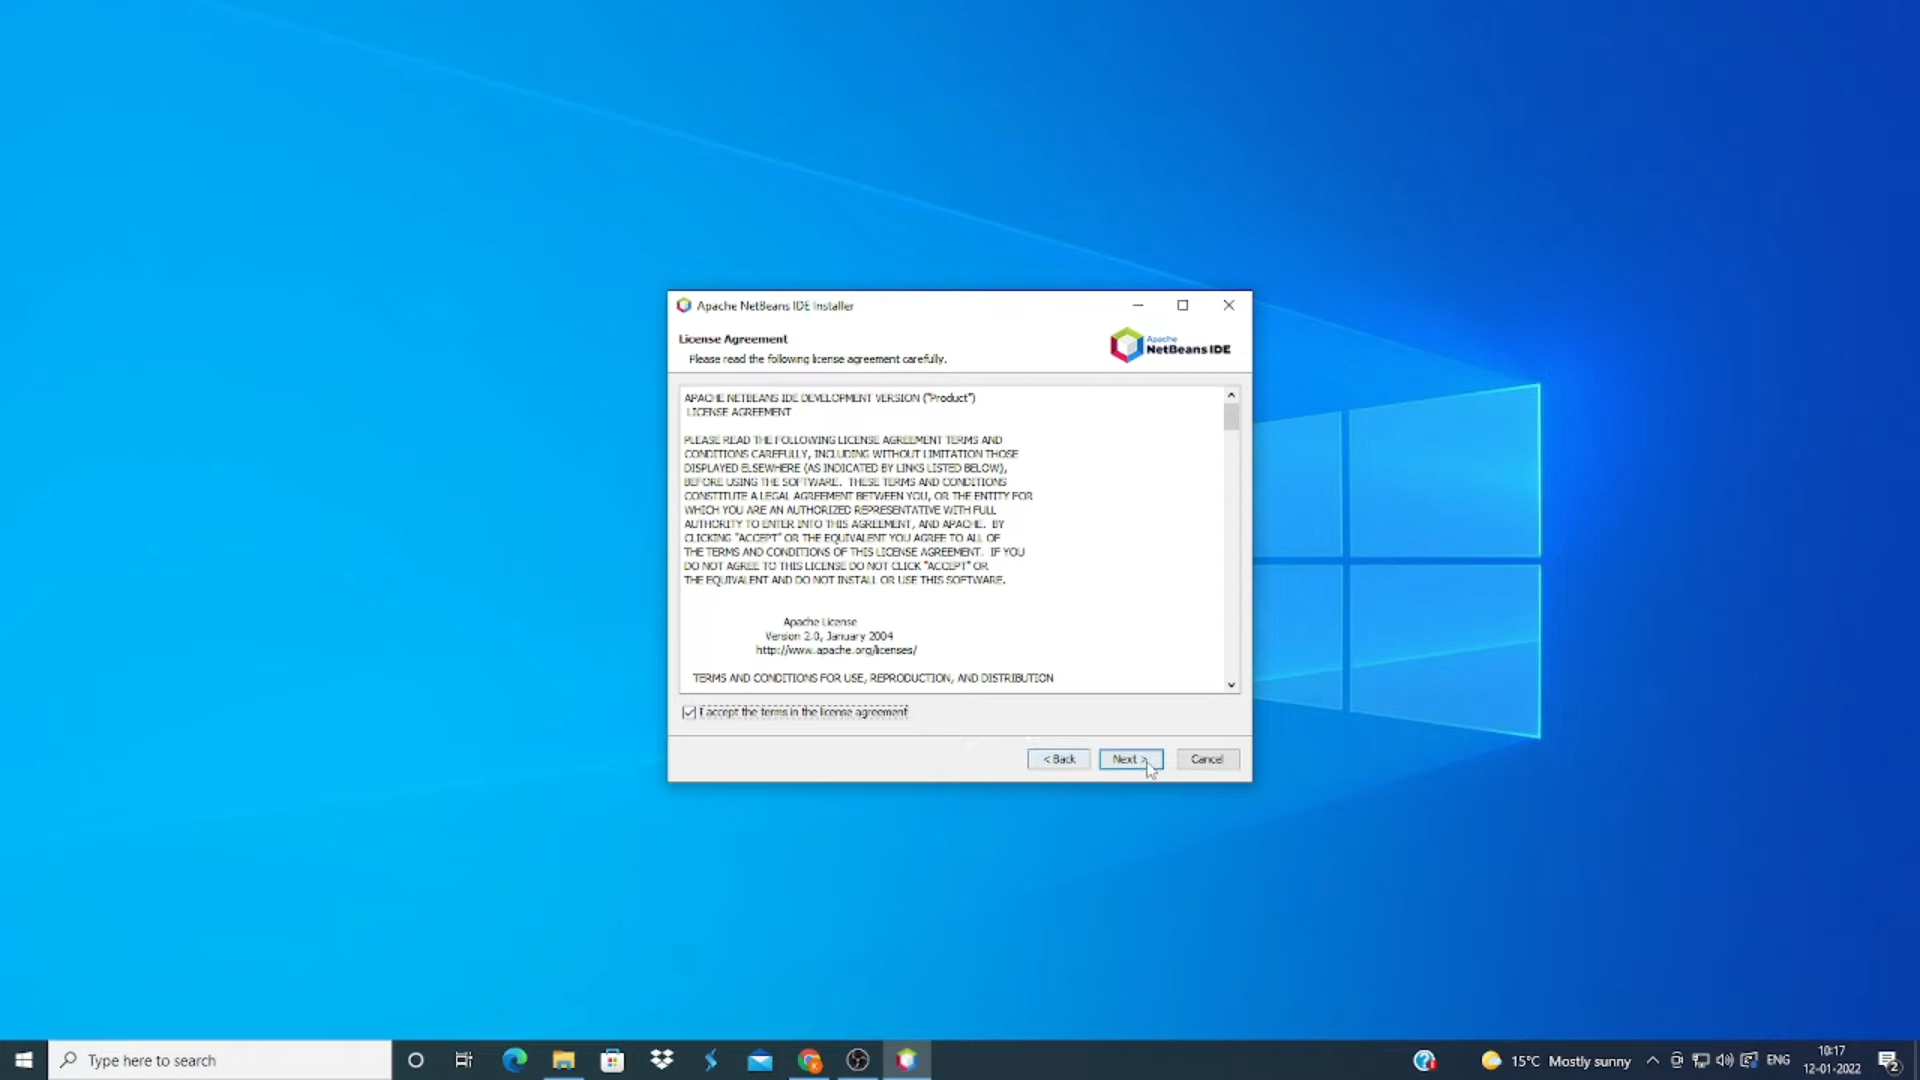 Apache NetBeans IDE Installer
License Agreement
Please read the following license agreement carefully.
Apache
NetBeans IDE
APACHE NETBEANS IDE DEVELOPMENT VERSION ("Product")
LICENSE AGREEMENT
PLEASE READ THE FOLLOWING LICENSE AGREEMENT TERMS AND
CONDITIONS CAREFULLY, INCLUDING WITHOUT LIMITATION THOSE
DISPLAYED ELSEWHERE (AS INDICATED BY LINKS LISTED BELOW),
BEFORE USING THE SOFTWARE. THESE TERMS AND CONDITIONS
CONSTITUTE A LEGAL AGREEMENT BETWEEN YOU, OR THE ENTITY FOR
WHICH YOU ARE AN AUTHORIZED REPRESENTATIVE WITH FULL
AUTHORITY TO ENTER INTO THIS AGREEMENT, AND APACHE. BY
CLICKING "ACCEPT" OR THE EQUIVALENT YOU AGREE TO ALL OF
THE TERMS AND CONDITIONS OF THIS LICENSE AGREEMENT. IF YOU
DO NOT AGREE TO THIS LICENSE DO NOT CLICK "ACCEPT" OR
THE EQUIVALENT AND DO NOT INSTALL OR USE THIS SOFTWARE.
Apache License
Version 2.0, January 2004
http://www.apache.org/licenses/
TERMS AND CONDITIONS FOR USE, REPRODUCTION, AND DISTRIBUTION
I accept the terms in the license agreement
< Back
Next >
Cancel
Type here to search
15°C Mostly sunny
ENG
10:17
12-01-2022
2